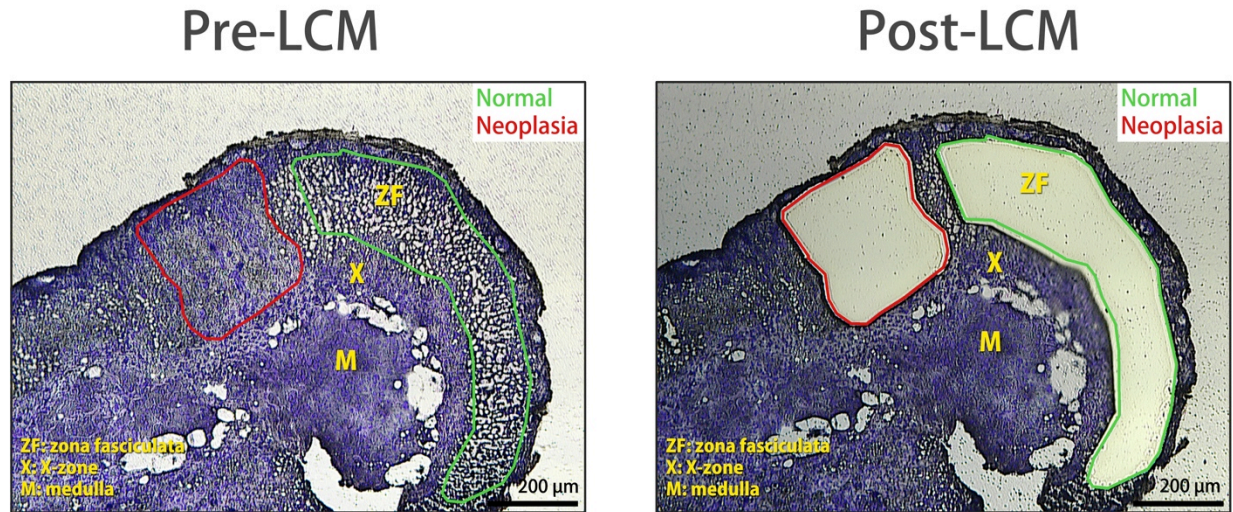 Pre-LCM
Normal
Neoplasia
ZF
X
M
ZF: zona fasciculata
X: X-zone
M: medulla
200 µm
Post-LCM
Normal
Neoplasia
ZF
X
M
ZF: zona fasciculata
X: X-zone
M: medulla
200 µm